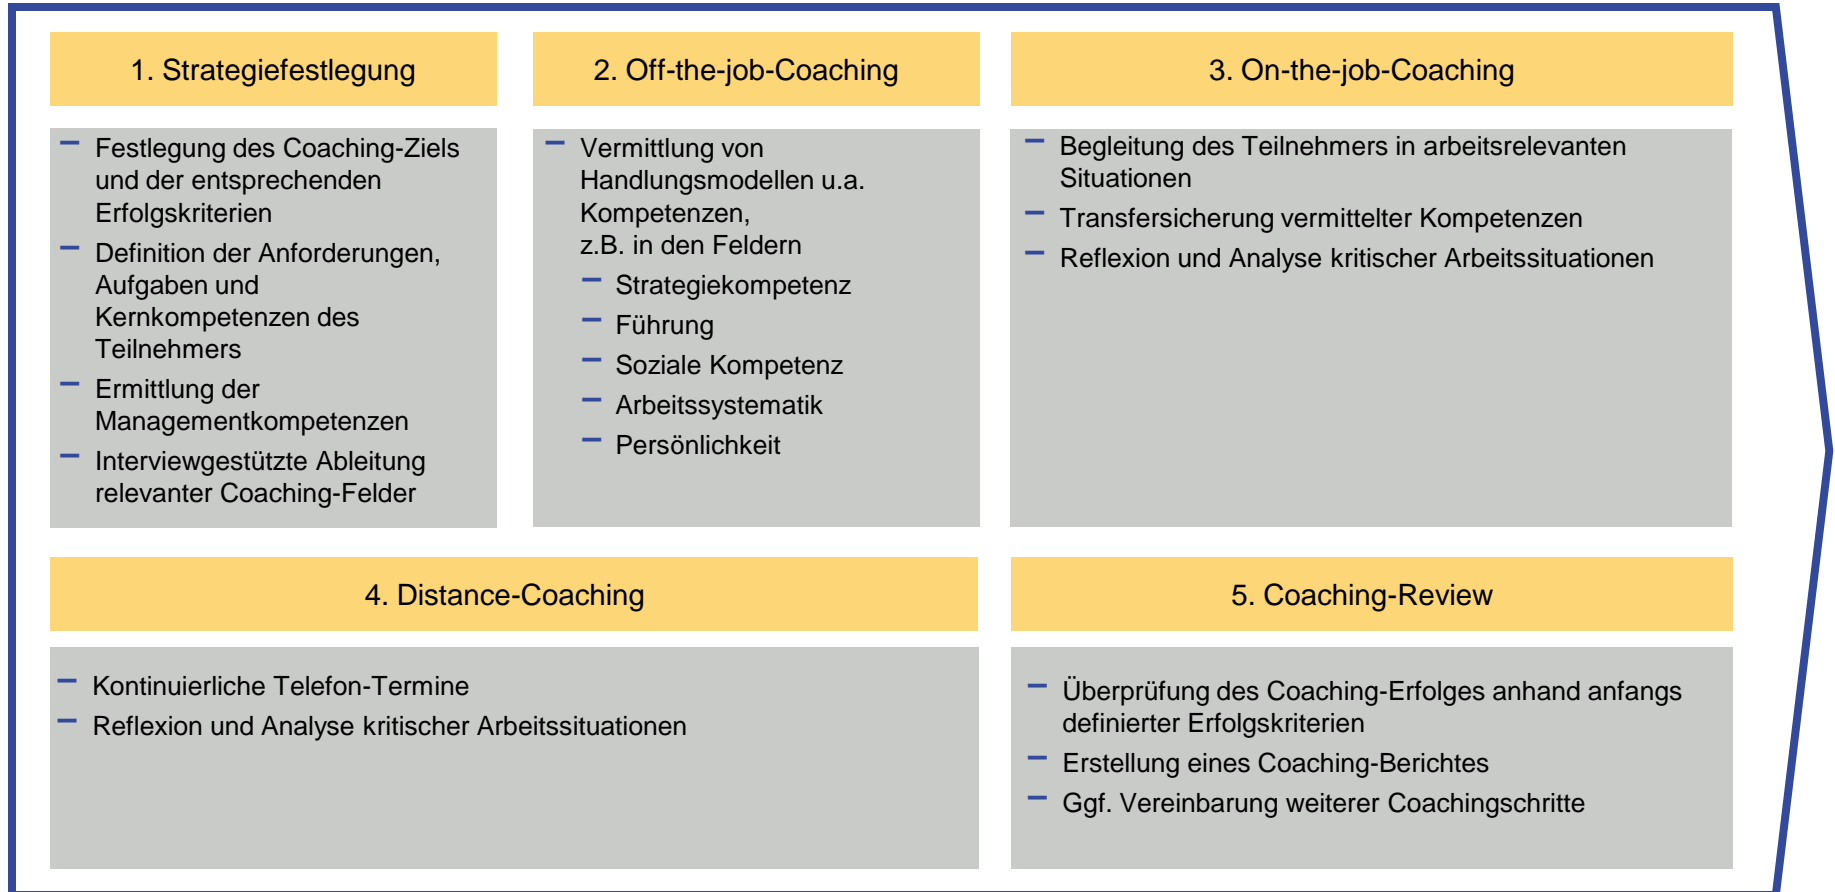 1. Strategiefestlegung
– Festlegung des Coaching-Ziels
und der entsprechenden
Erfolgskriterien
– Definition der Anforderungen,
Aufgaben und
Kernkompetenzen des
Teilnehmers
– Ermittlung der
Managementkompetenzen
– Interviewgestützte Ableitung
relevanter Coaching-Felder
2. Off-the-job-Coaching
– Vermittlung von
Handlungsmodellen u.a.
Kompetenzen,
z.B. in den Feldern
– Strategiekompetenz
– Führung
– Soziale Kompetenz
– Arbeitssystematik
– Persönlichkeit
3. On-the-job-Coaching
– Begleitung des Teilnehmers in arbeitsrelevanten
Situationen
– Transfersicherung vermittelter Kompetenzen
– Reflexion und Analyse kritischer Arbeitssituationen
4. Distance-Coaching
– Kontinuierliche Telefon-Termine
– Reflexion und Analyse kritischer Arbeitssituationen
5. Coaching-Review
– Überprüfung des Coaching-Erfolges anhand anfangs
definierter Erfolgskriterien
– Erstellung eines Coaching-Berichtes
– Ggf. Vereinbarung weiterer Coachingschritte